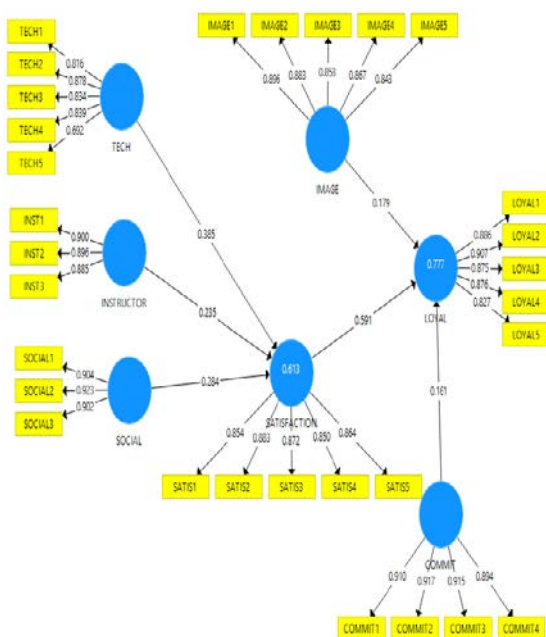 TECH1
TECH2
TECH3
TECH4
TECH5
0.816
0.878
0.834
0.839
0.692
TECH
IMAGE1
IMAGE2
IMAGE3
IMAGE4
IMAGE5
0.896
0.883
0.853
0.867
0.843
IMAGE
0.385
0.179
INST1
INST2
INST3
0.900
0.896
0.885
INSTRUCTOR
0.235
LOYAL1
LOYAL2
LOYAL3
LOYAL4
LOYAL5
0.886
0.907
0.875
0.876
0.827
0.777
LOYAL
0.591
SOCIAL1
SOCIAL2
SOCIAL3
0.904
0.923
0.902
SOCIAL
0.284
0.613
SATISFACTION
0.161
0.854
0.883
0.872
0.850
0.864
SATIS1
SATIS2
SATIS3
SATIS4
SATIS5
COMMIT
0.910
0.917
0.915
0.894
COMMIT1
COMMIT2
COMMIT3
COMMIT4